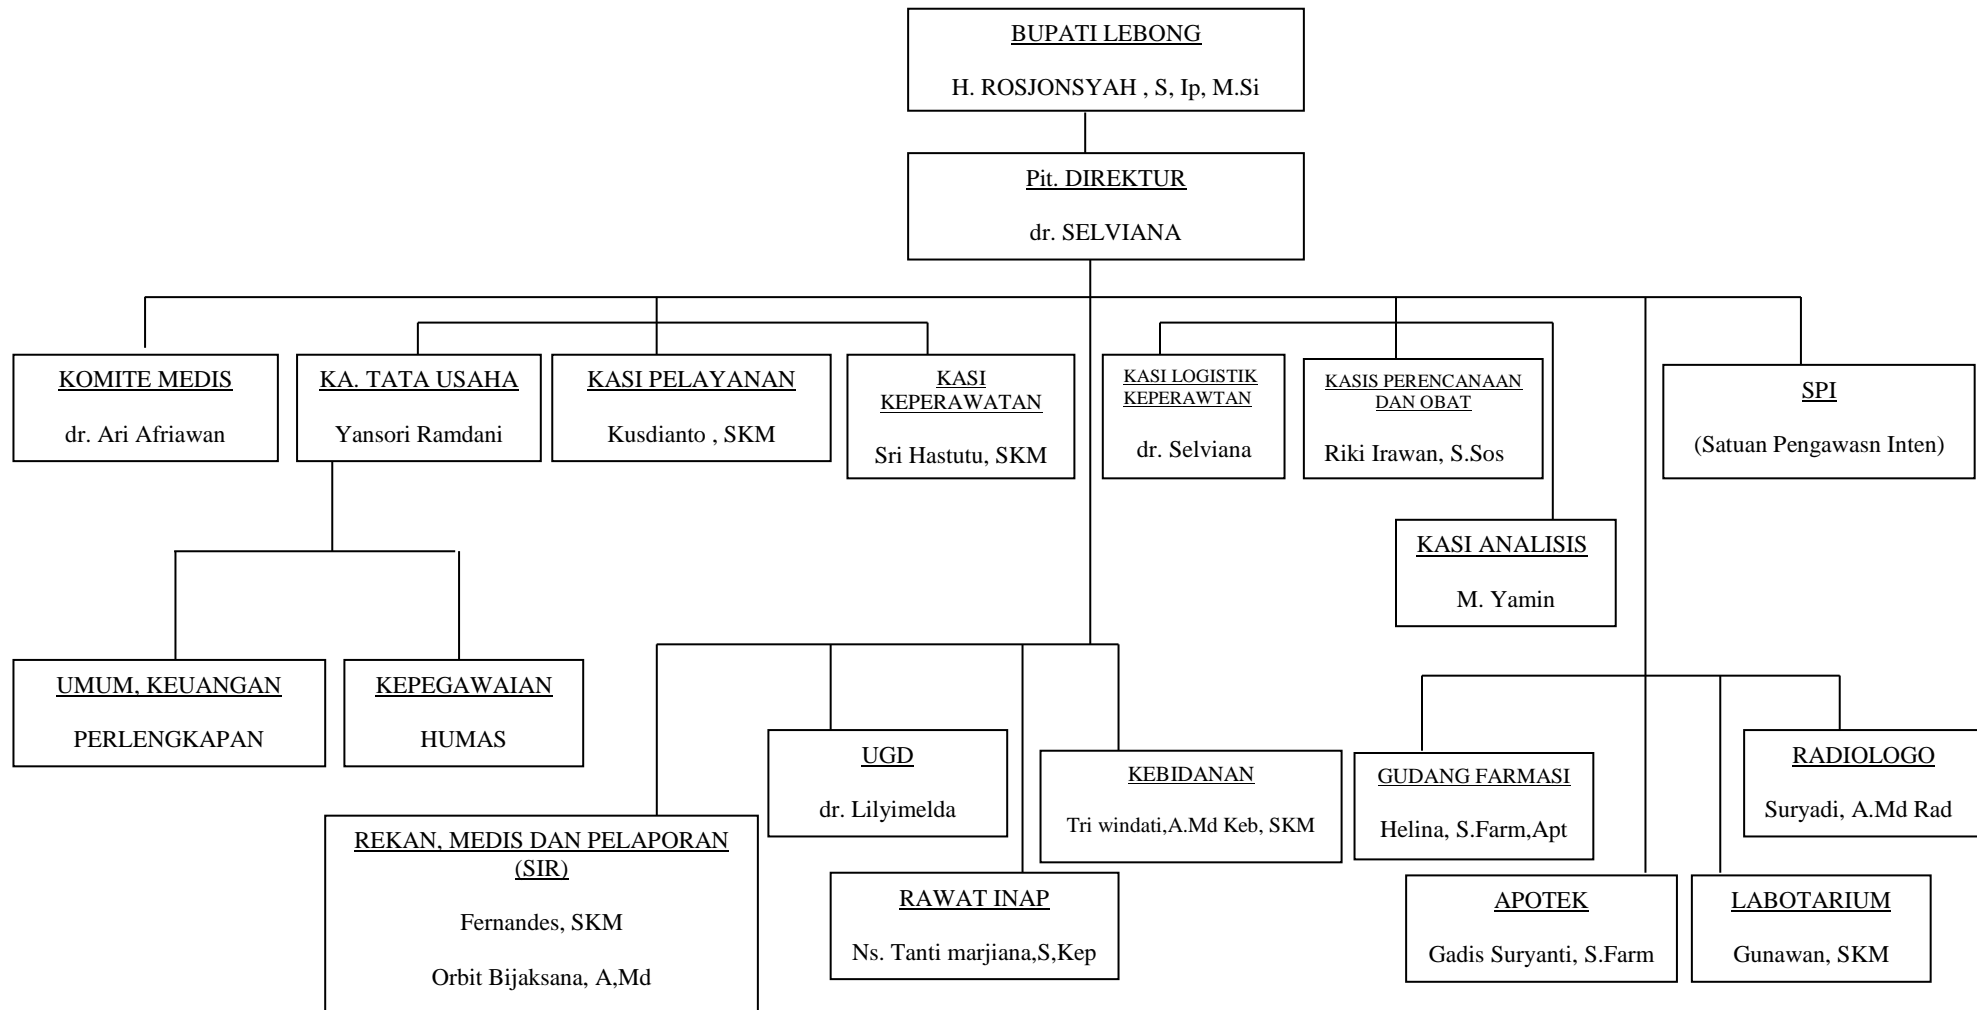 BUPATI LEBONG
H. ROSJONSYAH , S, Ip, M.Si
Pit. DIREKTUR
dr. SELVIANA
KOMITE MEDIS
dr. Ari Afriawan
KA. TATA USAHA
Yansori Ramdani
KASI PELAYANAN
Kusdianto , SKM
KASI
KEPERAWATAN
Sri Hastutu, SKM
KASI LOGISTIK
KEPERAWTAN
dr. Selviana
KASIS PERENCANAAN
DAN OBAT
Riki Irawan, S.Sos
SPI
(Satuan Pengawasn Inten)
KASI ANALISIS
M. Yamin
UMUM, KEUANGAN
PERLENGKAPAN
KEPEGAWAIAN
HUMAS
REKAN, MEDIS DAN PELAPORAN
(SIR)
Fernandes, SKM
Orbit Bijaksana, A,Md
UGD
dr. Lilyimelda
RAWAT INAP
Ns. Tanti marjiana,S,Kep
KEBIDANAN
Tri windati,A.Md Keb, SKM
GUDANG FARMASI
Helina, S.Farm,Apt
APOTEK
Gadis Suryanti, S.Farm
LABOTARIUM
Gunawan, SKM
RADIOLOGO
Suryadi, A.Md Rad